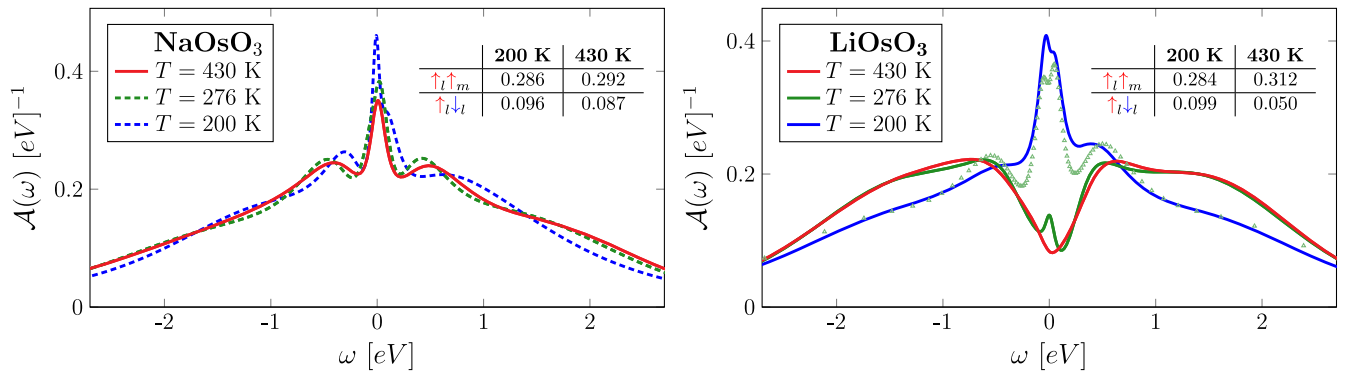 NaOsO₃
T = 430 K
T = 276 K
T = 200 K
200 K 430 K
↑ₗ↑ₘ 0.286 0.292
↑ₗ↓ₗ 0.096 0.087
0.4
0.2
0
𝒜(ω) [eV]⁻¹
-2 -1 0 1 2
ω [eV]
LiOsO₃
T = 430 K
T = 276 K
T = 200 K
200 K 430 K
↑ₗ↑ₘ 0.284 0.312
↑ₗ↓ₗ 0.099 0.050
0.4
0.2
0
𝒜(ω) [eV]⁻¹
-2 -1 0 1 2
ω [eV]